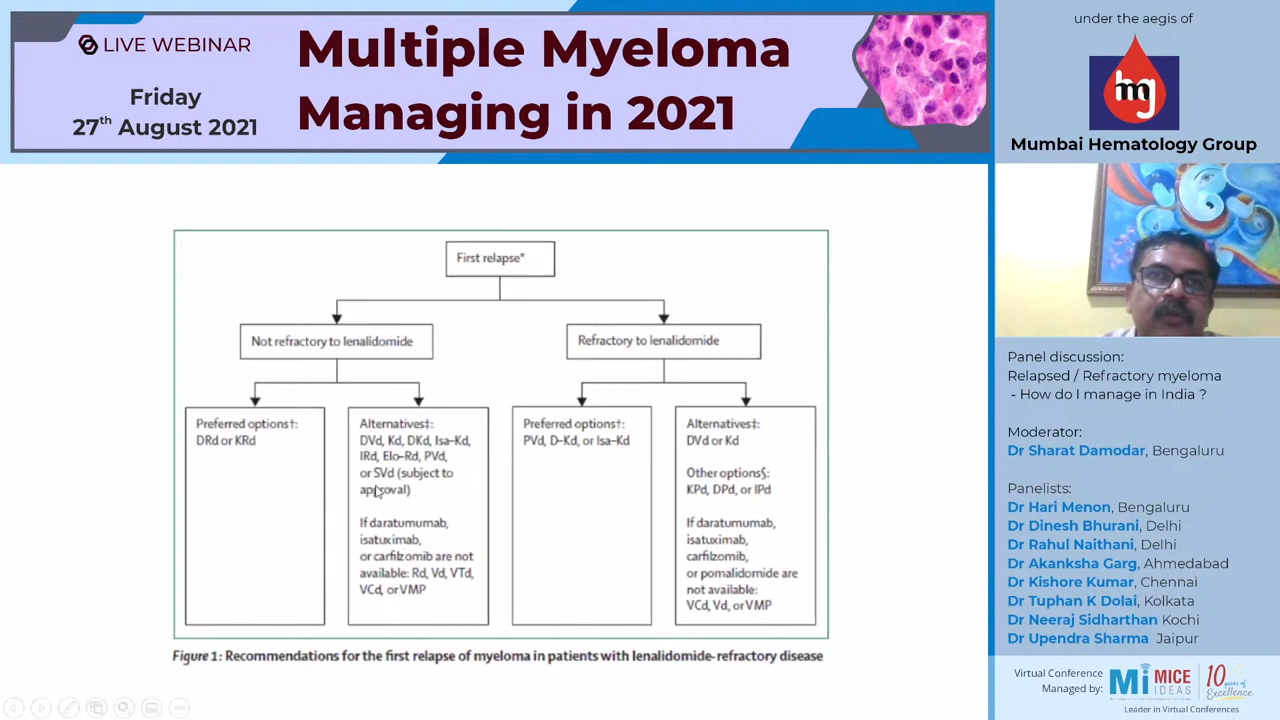 LIVE WEBINAR
Friday
27th August 2021
Multiple Myeloma
Managing in 2021
under the aegis of
hmg
Mumbai Hematology Group
First relapse*
Not refractory to lenalidomide
Refractory to lenalidomide
Preferred options†:
DRd or KRd
Alternatives‡:
DVd, Kd, DKd, Isa–Kd,
IRd, Elo–Rd, PVd,
or SVd (subject to
approval)
If daratumumab,
isatuximab,
or carfilzomib are not
available: Rd, Vd, VTd,
VCd, or VMP
Preferred options†:
PVd, D–Kd, or Isa–Kd
Alternatives‡:
DVd or Kd
Other options§:
KPd, DPd, or IPd
If daratumumab,
isatuximab,
carfilzomib,
or pomalidomide are
not available:
VCd, Vd, or VMP
Figure 1: Recommendations for the first relapse of myeloma in patients with lenalidomide-refractory disease
Panel discussion:
Relapsed / Refractory myeloma
- How do I manage in India ?
Moderator:
Dr Sharat Damodar, Bengaluru
Panelists:
Dr Hari Menon, Bengaluru
Dr Dinesh Bhurani, Delhi
Dr Rahul Naithani, Delhi
Dr Akanksha Garg, Ahmedabad
Dr Kishore Kumar, Chennai
Dr Tuphan K Dolai, Kolkata
Dr Neeraj Sidharthan Kochi
Dr Upendra Sharma Jaipur
Virtual Conference
Managed by:
Mi MICE IDEAS
10 years of Excellence
Leader in Virtual Conferences